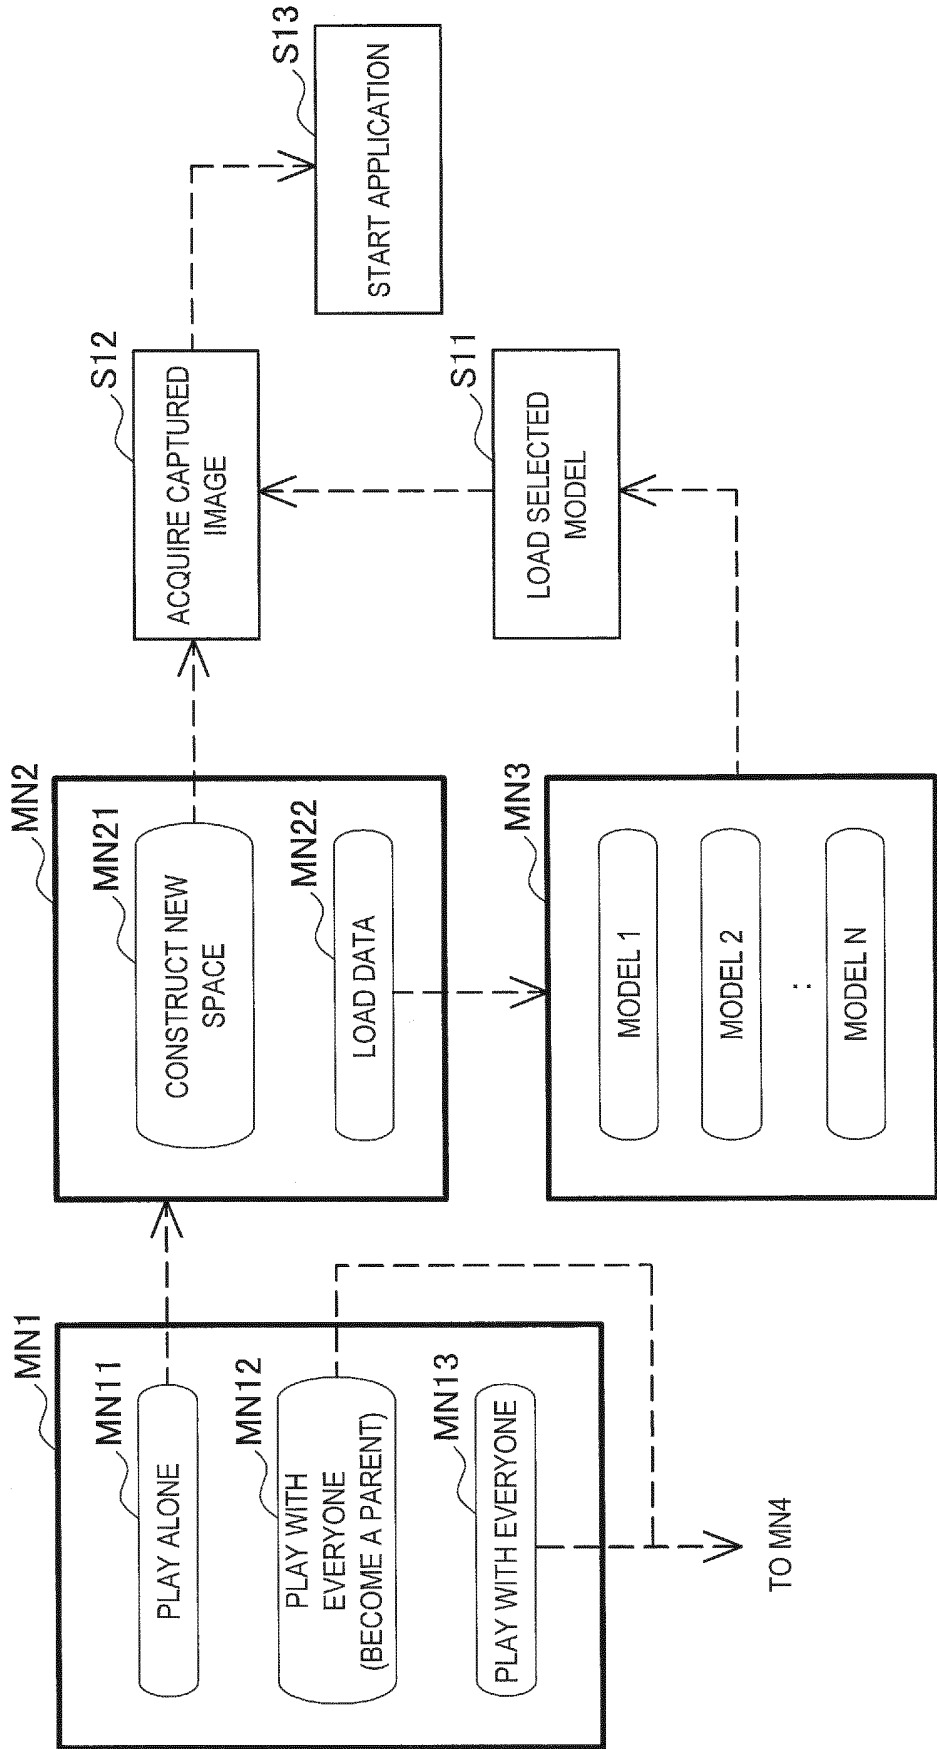 MN1
MN11
PLAY ALONE
MN12
PLAY WITH
EVERYONE
(BECOME A PARENT)
MN13
PLAY WITH EVERYONE
TO MN4
MN2
MN21
CONSTRUCT NEW
SPACE
MN22
LOAD DATA
MN3
MODEL 1
MODEL 2
:
MODEL N
S12
ACQUIRE CAPTURED
IMAGE
S11
LOAD SELECTED
MODEL
S13
START APPLICATION